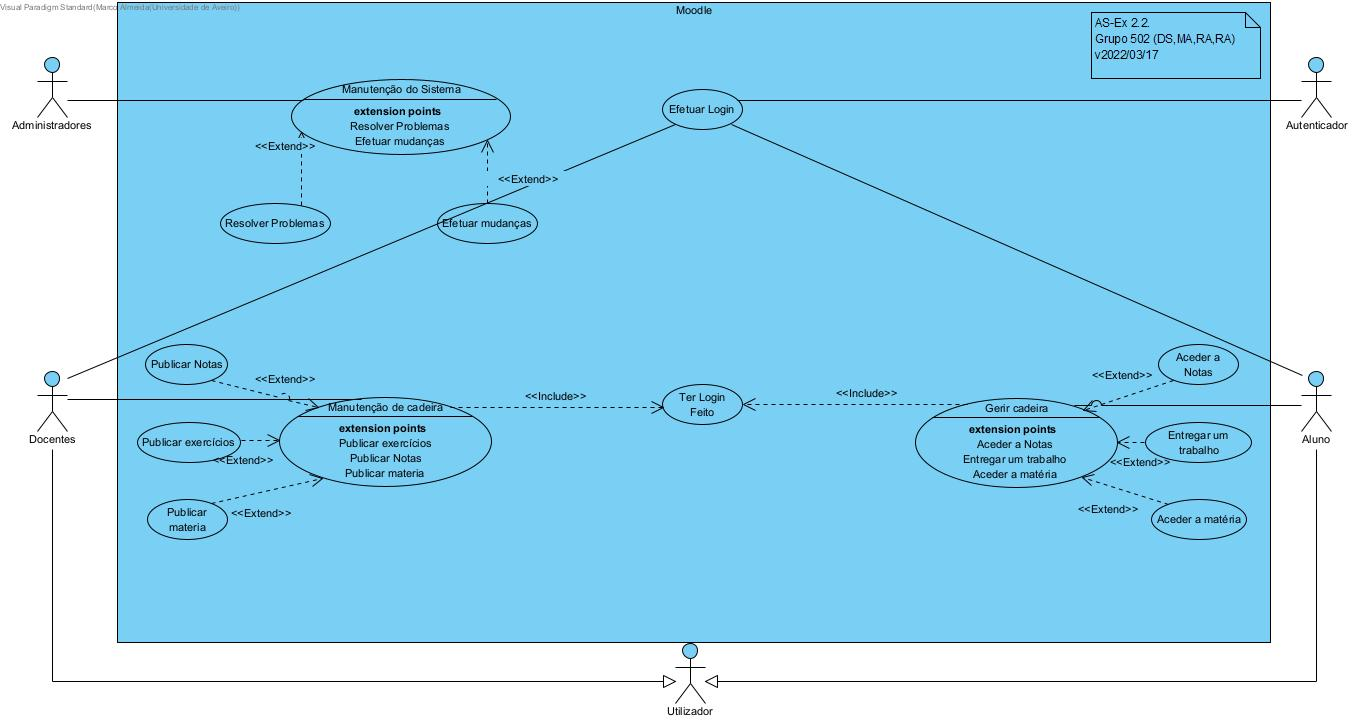 Visual Paradigm Standard(Marco Almeida(Universidade de Aveiro))
Moodle
AS-Ex 2.2.
Grupo 502 (DS,MA,RA,RA)
v2022/03/17
Administradores
Autenticador
Manutenção do Sistema
extension points
Resolver Problemas
Efetuar mudanças
Efetuar Login
<<Extend>>
<<Extend>>
Resolver Problemas
Efetuar mudanças
Docentes
Aluno
Publicar Notas
<<Extend>>
Publicar exercícios
<<Extend>>
Publicar
materia
<<Extend>>
Manutenção de cadeira
extension points
Publicar exercícios
Publicar Notas
Publicar materia
<<Include>>
Ter Login
Feito
<<Include>>
Gerir cadeira
extension points
Aceder a Notas
Entregar um trabalho
Aceder a matéria
Aceder a
Notas
<<Extend>>
Entregar um
trabalho
<<Extend>>
Aceder a matéria
<<Extend>>
Utilizador